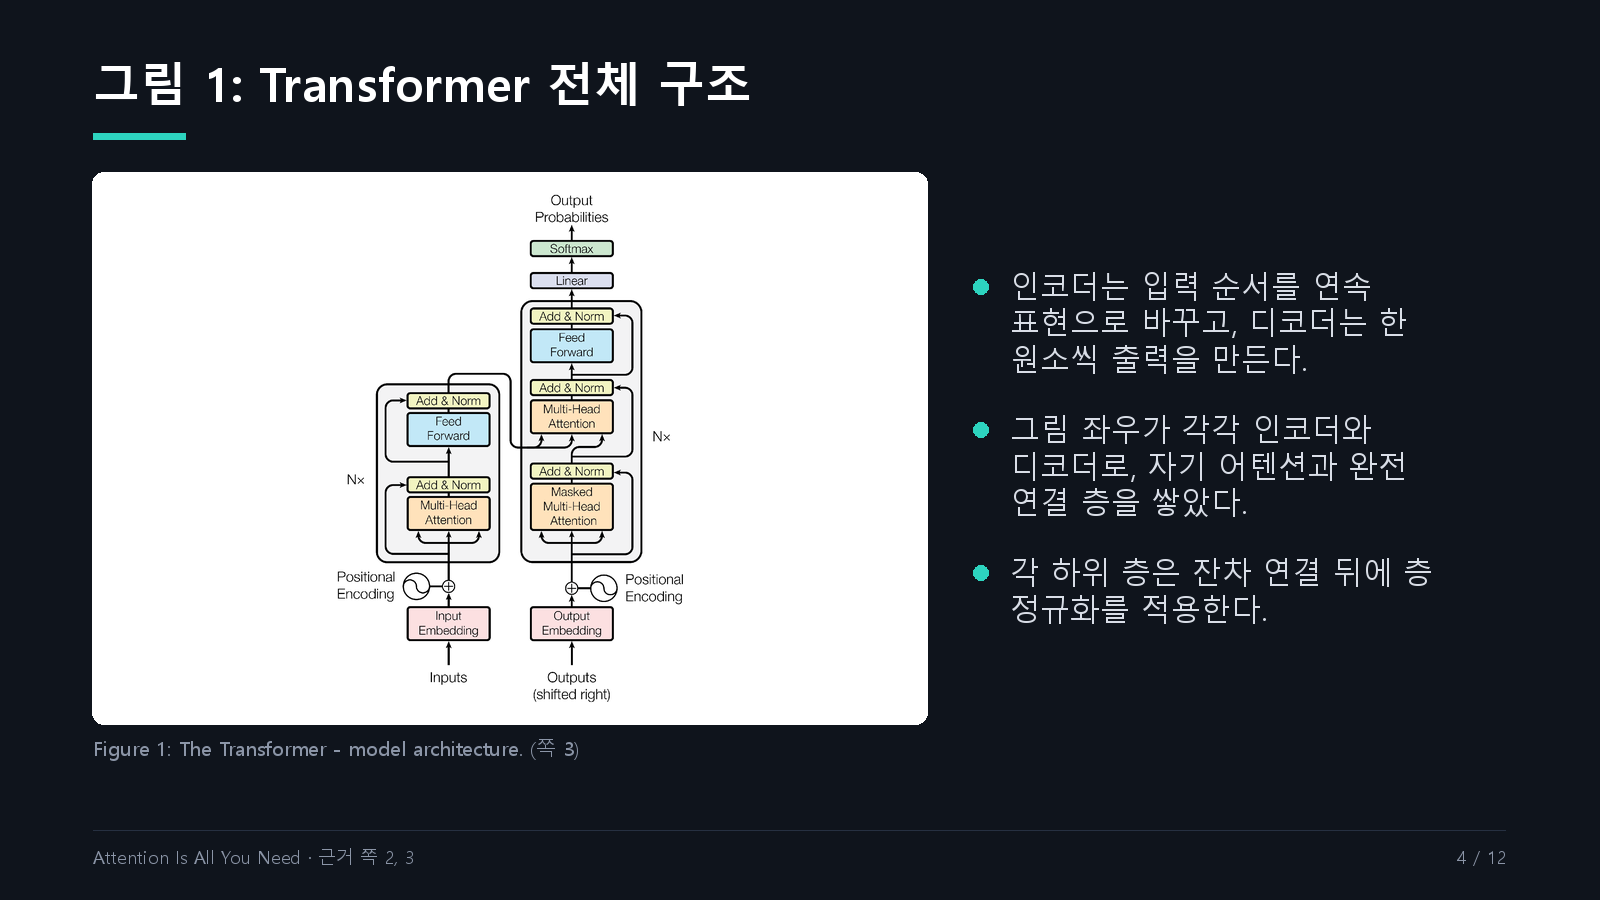 그림 1: Transformer 전체 구조
Output
Probabilities
Softmax
Linear
Add & Norm
Feed
Forward
Add & Norm
Multi-Head
Attention
Add & Norm
Masked
Multi-Head
Attention
N×
Add & Norm
Feed
Forward
Add & Norm
Multi-Head
Attention
N×
Positional
Encoding
Positional
Encoding
Input
Embedding
Output
Embedding
Inputs
Outputs
(shifted right)
Figure 1: The Transformer - model architecture. (쪽 3)
인코더는 입력 순서를 연속
표현으로 바꾸고, 디코더는 한
원소씩 출력을 만든다.
그림 좌우가 각각 인코더와
디코더로, 자기 어텐션과 완전
연결 층을 쌓았다.
각 하위 층은 잔차 연결 뒤에 층
정규화를 적용한다.
Attention Is All You Need · 근거 쪽 2, 3
4 / 12